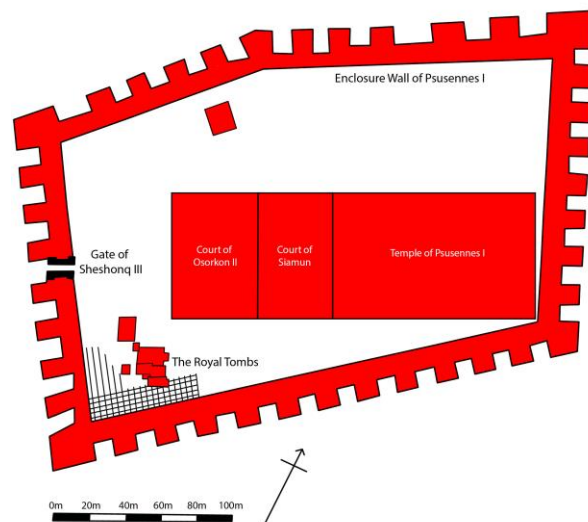 Enclosure Wall of Psusennes I
Gate of
Sheshonq III
Court of
Osorkon II
Court of
Siamun
Temple of Psusennes I
The Royal Tombs
0m 20m 40m 60m 80m 100m